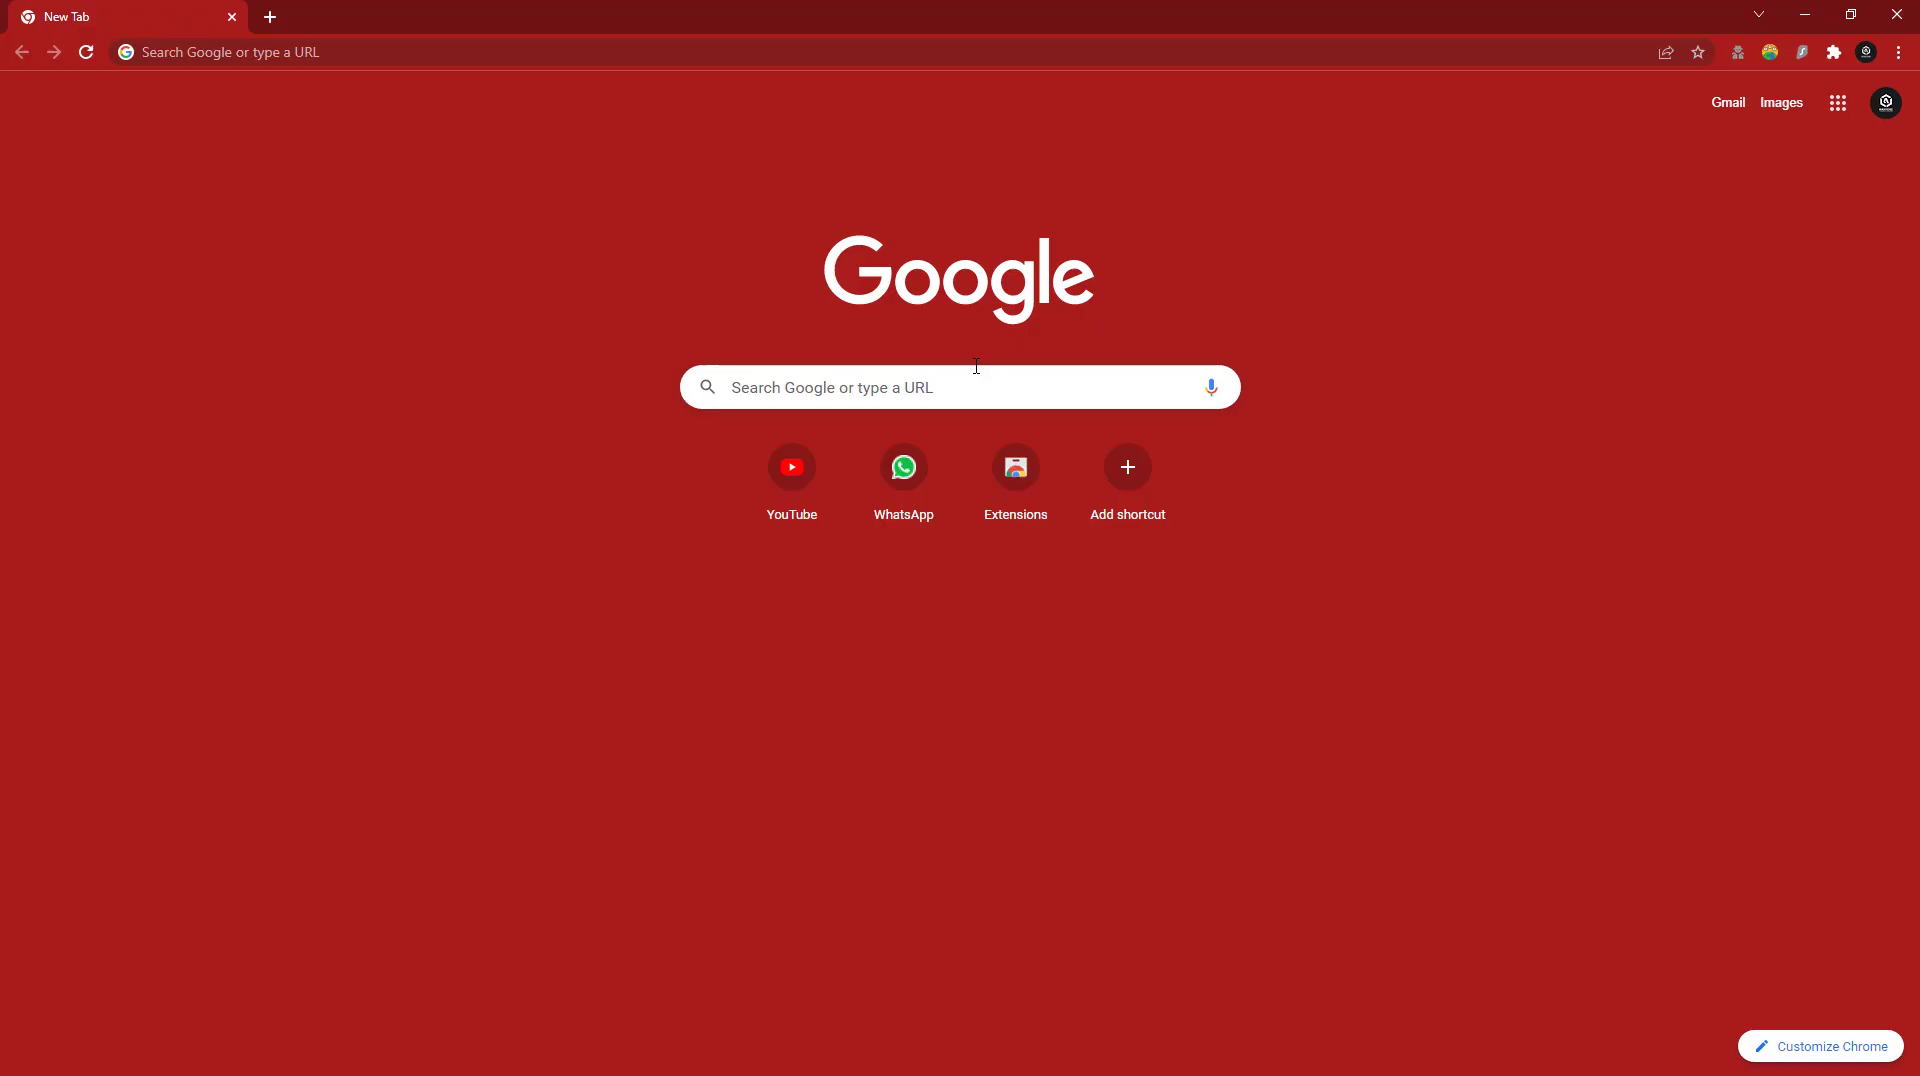 New Tab
Search Google or type a URL
Gmail Images
Google
Search Google or type a URL
YouTube WhatsApp Extensions Add shortcut
Customize Chrome